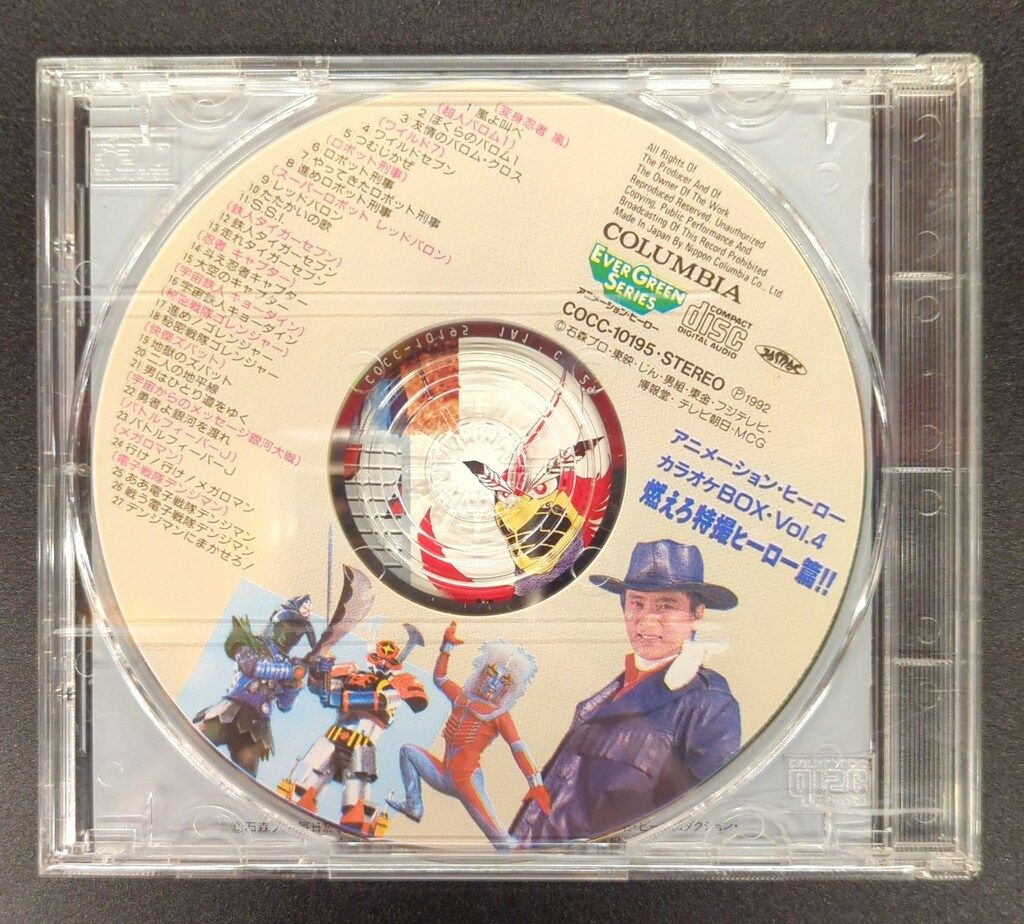 (変身忍者 嵐)
1 嵐よ叫べ
(超人バロム1)
2 ぼくらのバロム1
3 友情のバロム・クロス
(ワイルド7)
4 ワイルドセブン
5 つむじかぜ
(ロボット刑事)
6 ロボット刑事
7 やってきたロボット刑事
8 進めロボット刑事
(スーパーロボット レッドバロン)
9 レッドバロン
10 たたかいの歌
11 S.S.I.
(鉄人タイガーセブン)
12 鉄人タイガーセブン
13 走れタイガーセブン
(忍者 キャプター)
14 斗え忍者キャプター
15 大空のキャプター
(宇宙鉄人キョーダイン)
16 宇宙鉄人キョーダイン
(秘密戦隊ゴレンジャー)
17 進め!ゴレンジャー
18 秘密戦隊ゴレンジャー
(快傑ズバット)
19 地獄のズバット
20 二人の地平線
21 男はひとり道をゆく
(宇宙からのメッセージ銀河大戦)
22 勇者よ銀河を渡れ
(バトルフィーバーJ)
23 バトルフィーバーJ
(メガロマン)
24 行け!行け!メガロマン
(電子戦隊デンジマン)
25 ああ電子戦隊デンジマン
26 戦う電子戦隊デンジマン
27 デンジマンにまかせろ!
All Rights Of
The Producer And Of
The Owner Of The Work
Reproduced Reserved. Unauthorized
Copying, Public Performance And
Broadcasting Of This Record Prohibited
Made In Japan By Nippon Columbia Co., Ltd.
COLUMBIA
EVERGREEN
SERIES
アニメーション・ヒーロー
COMPACT
disc
DIGITAL AUDIO
JASRAC
COCC-10195・STEREO
Ⓟ1992
©石森プロ・東映・じん・男組・東金・フジテレビ・
博報堂・テレビ朝日・MCG
アニメーション・ヒーロー
カラオケBOX・Vol.4
燃えろ特撮ヒーロー篇!!
COCC-10195 1A1
©石森プロ・毎日放